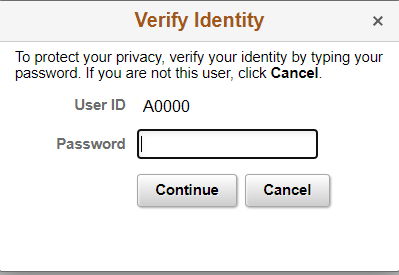 Verify Identity
To protect your privacy, verify your identity by typing your
password. If you are not this user, click Cancel.
User ID A0000
Password
Continue Cancel